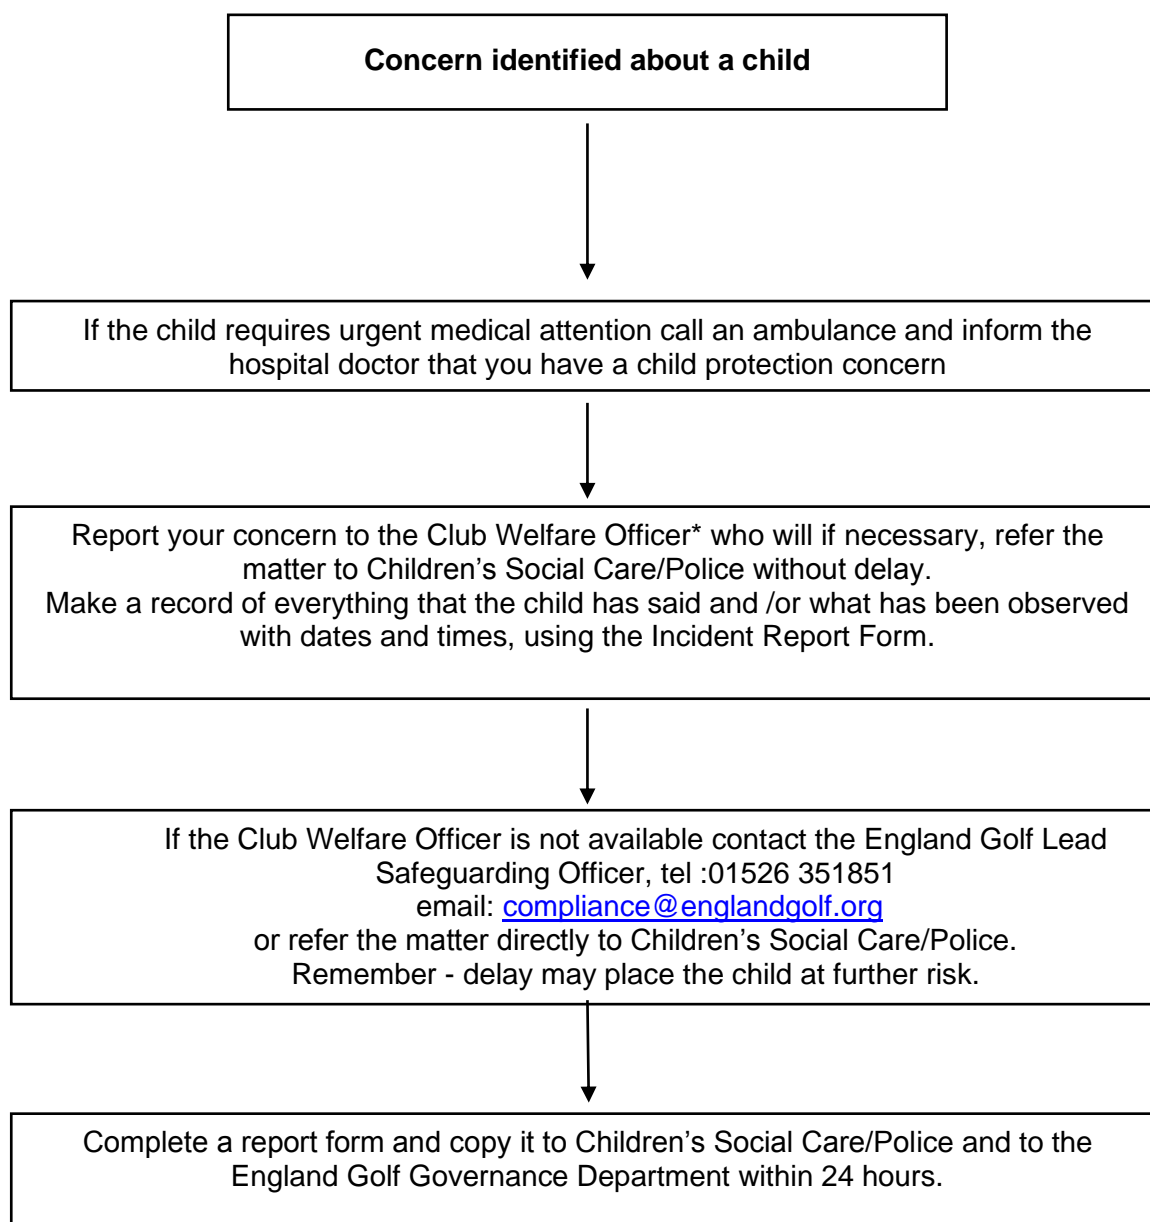 Concern identified about a child
If the child requires urgent medical attention call an ambulance and inform the
hospital doctor that you have a child protection concern
Report your concern to the Club Welfare Officer* who will if necessary, refer the
matter to Children’s Social Care/Police without delay.
Make a record of everything that the child has said and /or what has been observed
with dates and times, using the Incident Report Form.
If the Club Welfare Officer is not available contact the England Golf Lead
Safeguarding Officer, tel :01526 351851
email: compliance@englandgolf.org
or refer the matter directly to Children’s Social Care/Police.
Remember - delay may place the child at further risk.
Complete a report form and copy it to Children’s Social Care/Police and to the
England Golf Governance Department within 24 hours.